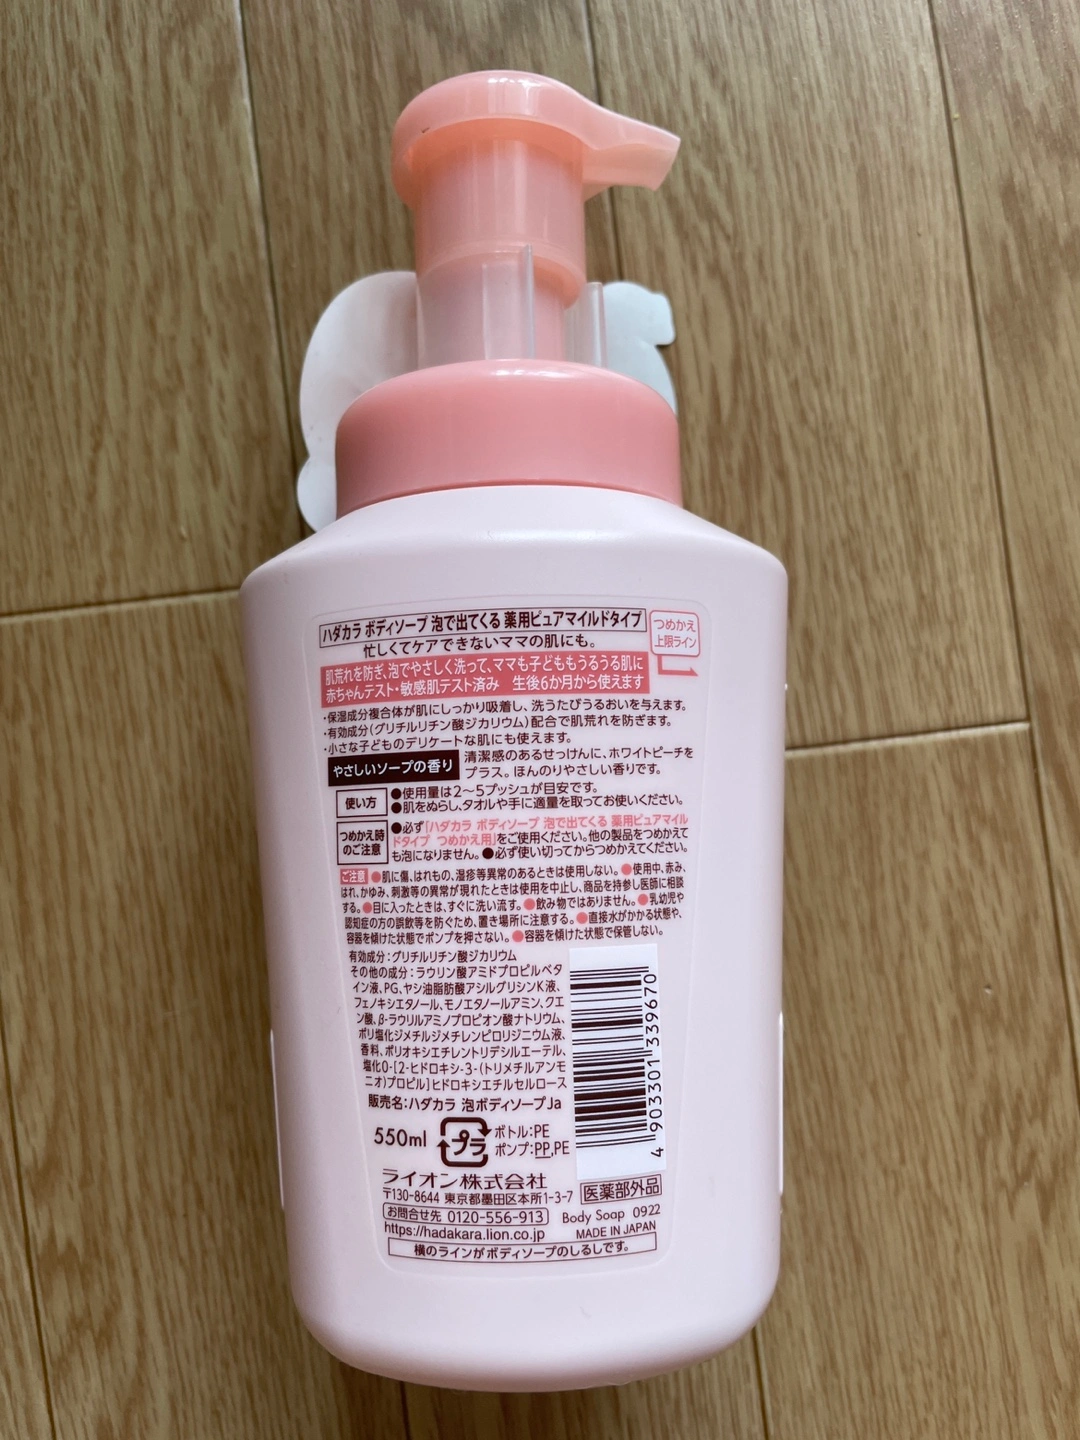 ハダカラ ボディソープ 泡で出てくる 薬用ピュアマイルドタイプ
忙しくてケアできないママの肌にも。
つめかえ
上限ライン
肌荒れを防ぎ、泡でやさしく洗って、ママも子どももうるうる肌に
赤ちゃんテスト・敏感肌テスト済み 生後6か月から使えます
・保湿成分複合体が肌にしっかり吸着し、洗うたびうるおいを与えます。
・有効成分(グリチルリチン酸ジカリウム)配合で肌荒れを防ぎます。
・小さな子どものデリケートな肌にも使えます。
やさしいソープの香り
清潔感のあるせっけんに、ホワイトピーチを
プラス。ほんのりやさしい香りです。
使い方
●使用量は2〜5プッシュが目安です。
●肌をぬらし、タオルや手に適量を取ってお使いください。
つめかえ時
のご注意
●必ず「ハダカラ ボディソープ 泡で出てくる 薬用ピュアマイル
ドタイプ つめかえ用」をご使用ください。他の製品をつめかえて
も泡になりません。●必ず使い切ってからつめかえてください。
ご注意 ●肌に傷、はれもの、湿疹等異常のあるときは使用しない。●使用中、赤み、
はれ、かゆみ、刺激等の異常が現れたときは使用を中止し、商品を持参し医師に相談
する。●目に入ったときは、すぐに洗い流す。●飲み物ではありません。●乳幼児や
認知症の方の誤飲等を防ぐため、置き場所に注意する。●直接水がかかる状態や、
容器を傾けた状態でポンプを押さない。●容器を傾けた状態で保管しない。
有効成分:グリチルリチン酸ジカリウム
その他の成分:ラウリン酸アミドプロピルベタ
イン液、PG、ヤシ油脂肪酸アシルグリシンK液、
フェノキシエタノール、モノエタノールアミン、クエ
ン酸、β-ラウリルアミノプロピオン酸ナトリウム、
ポリ塩化ジメチルジメチレンピロリジニウム液、
香料、ポリオキシエチレントリデシルエーテル、
塩化O-[2-ヒドロキシ-3-(トリメチルアンモ
ニオ)プロピル]ヒドロキシエチルセルロース
販売名:ハダカラ 泡ボディソープJa
4 903301 339670
550ml
プラ
ボトル:PE
ポンプ:PP,PE
ライオン株式会社
〒130-8644 東京都墨田区本所1-3-7
医薬部外品
お問合せ先 0120-556-913
Body Soap 0922
https://hadakara.lion.co.jp
MADE IN JAPAN
横のラインがボディソープのしるしです。